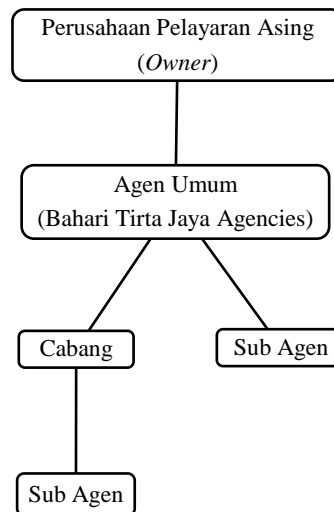 Perusahaan Pelayaran Asing
(Owner)
Agen Umum
(Bahari Tirta Jaya Agencies)
Cabang
Sub Agen
Sub Agen